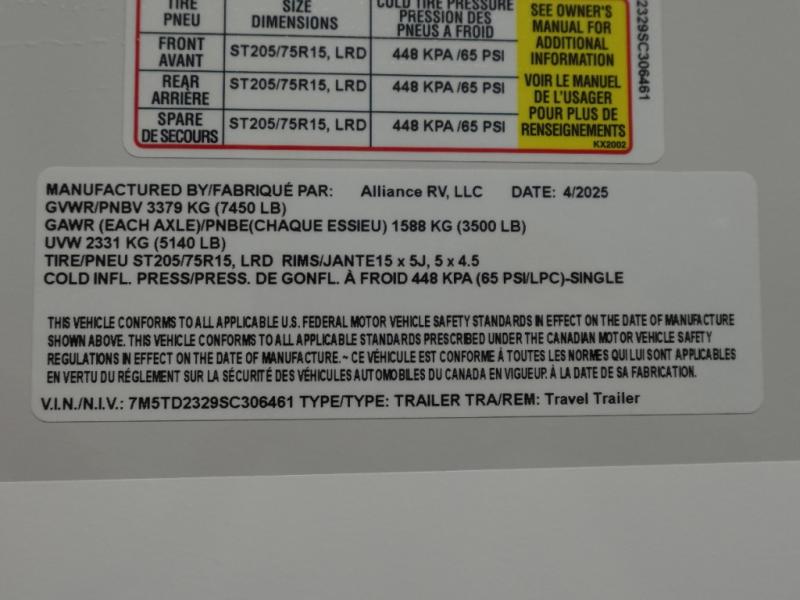 TIRE
PNEU
SIZE
DIMENSIONS
COLD TIRE PRESSURE
PRESSION DES
PNEUS A FROID
SEE OWNER'S
MANUAL FOR
ADDITIONAL
INFORMATION
VOIR LE MANUEL
DE L'USAGER
POUR PLUS DE
RENSEIGNEMENTS
KX2002
FRONT
AVANT
ST205/75R15, LRD
448 KPA /65 PSI
REAR
ARRIÈRE
ST205/75R15, LRD
448 KPA /65 PSI
SPARE
DE SECOURS
ST205/75R15, LRD
448 KPA /65 PSI
2329SC306461
MANUFACTURED BY/FABRIQUÉ PAR: Alliance RV, LLC DATE: 4/2025
GVWR/PNBV 3379 KG (7450 LB)
GAWR (EACH AXLE)/PNBE(CHAQUE ESSIEU) 1588 KG (3500 LB)
UVW 2331 KG (5140 LB)
TIRE/PNEU ST205/75R15, LRD RIMS/JANTE15 x 5J, 5 x 4.5
COLD INFL. PRESS/PRESS. DE GONFL. À FROID 448 KPA (65 PSI/LPC)-SINGLE
THIS VEHICLE CONFORMS TO ALL APPLICABLE U.S. FEDERAL MOTOR VEHICLE SAFETY STANDARDS IN EFFECT ON THE DATE OF MANUFACTURE
SHOWN ABOVE. THIS VEHICLE CONFORMS TO ALL APPLICABLE STANDARDS PRESCRIBED UNDER THE CANADIAN MOTOR VEHICLE SAFETY
REGULATIONS IN EFFECT ON THE DATE OF MANUFACTURE.~ CE VÉHICULE EST CONFORME À TOUTES LES NORMES QUI LUI SONT APPLICABLES
EN VERTU DU RÉGLEMENT SUR LA SÉCURITÉ DES VÉHICULES AUTOMOBILES DU CANADA EN VIGUEUP. À LA DATE DE SA FABRICATION.
V.I.N./N.I.V.: 7M5TD2329SC306461 TYPE/TYPE: TRAILER TRA/REM: Travel Trailer